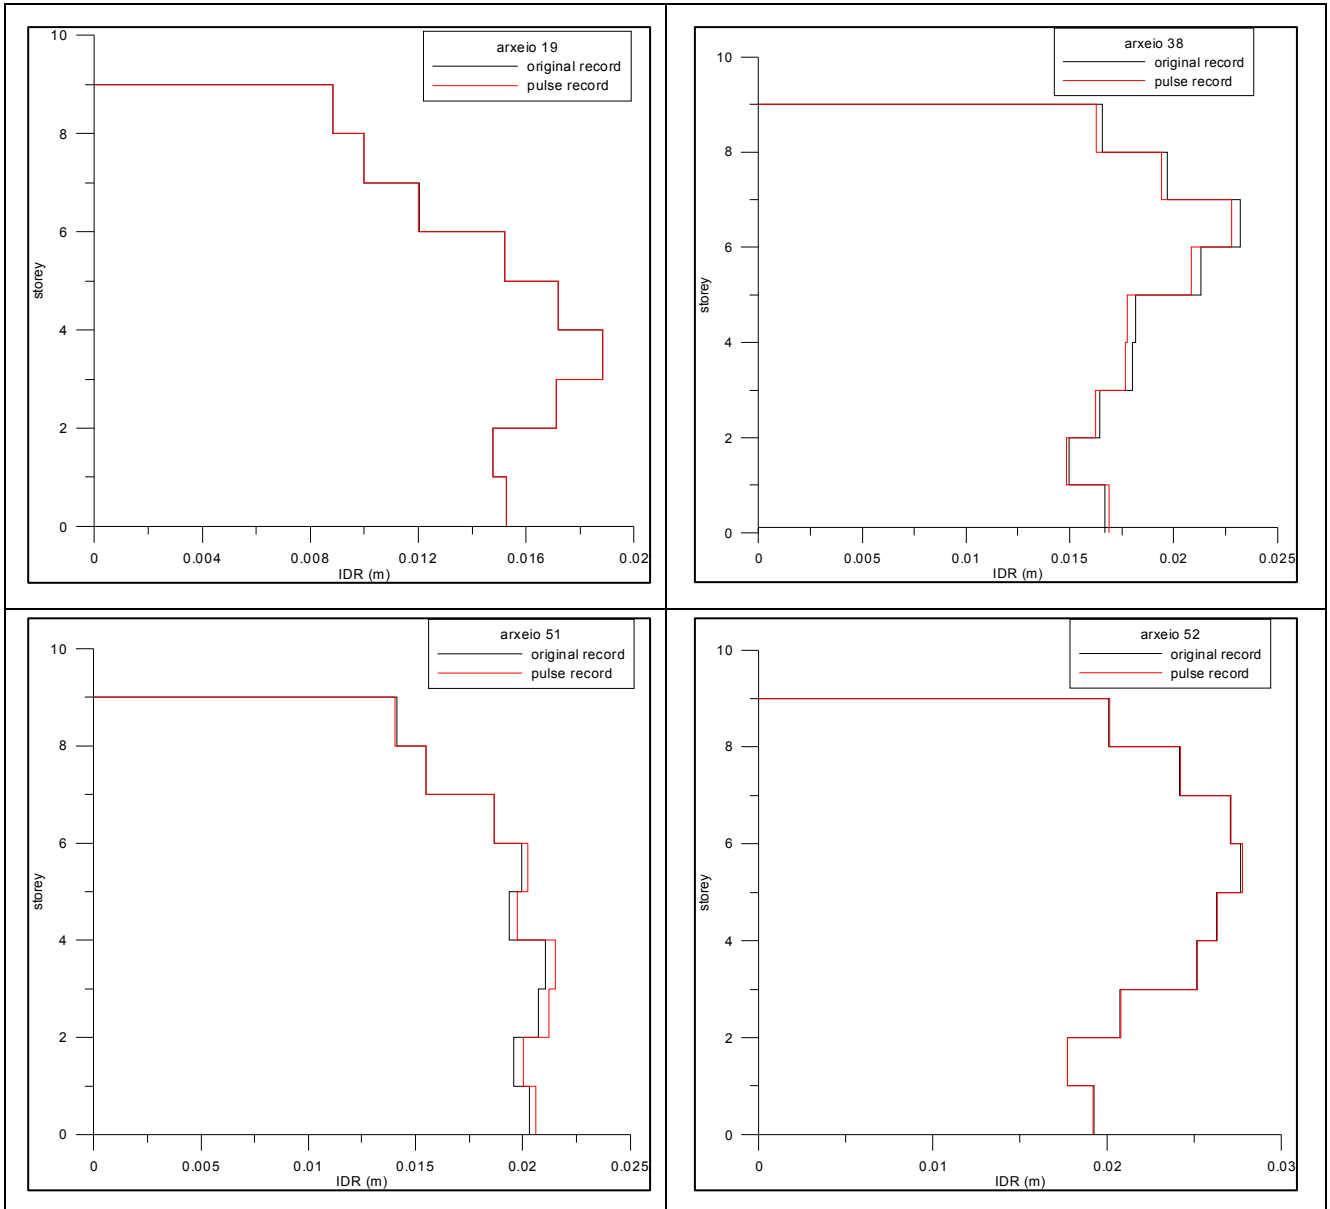 arxeio 19
original record
pulse record
10
8
6
4
2
0
storey
0 0.004 0.008 0.012 0.016 0.02
IDR (m)
arxeio 38
original record
pulse record
10
8
6
4
2
0
storey
0 0.005 0.01 0.015 0.02 0.025
IDR (m)
arxeio 51
original record
pulse record
10
8
6
4
2
0
storey
0 0.005 0.01 0.015 0.02 0.025
IDR (m)
arxeio 52
original record
pulse record
10
8
6
4
2
0
storey
0 0.01 0.02 0.03
IDR (m)